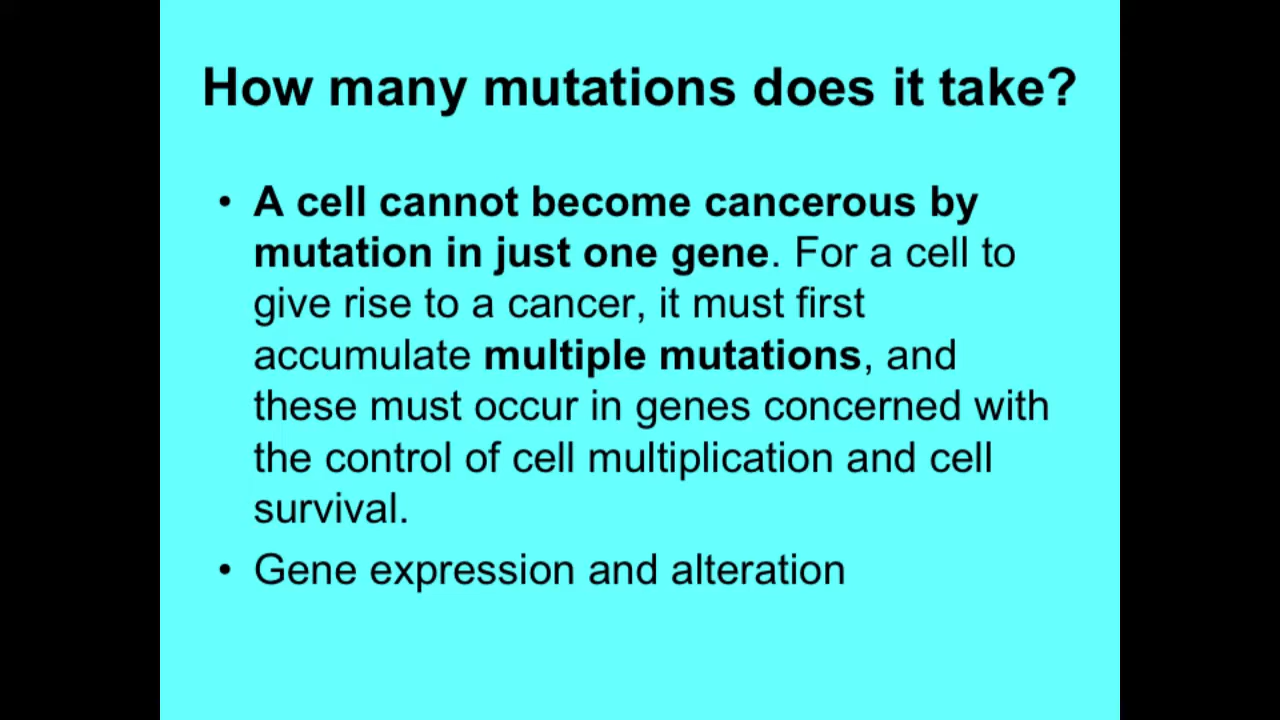 How many mutations does it take?
• A cell cannot become cancerous by
mutation in just one gene. For a cell to
give rise to a cancer, it must first
accumulate multiple mutations, and
these must occur in genes concerned with
the control of cell multiplication and cell
survival.
• Gene expression and alteration